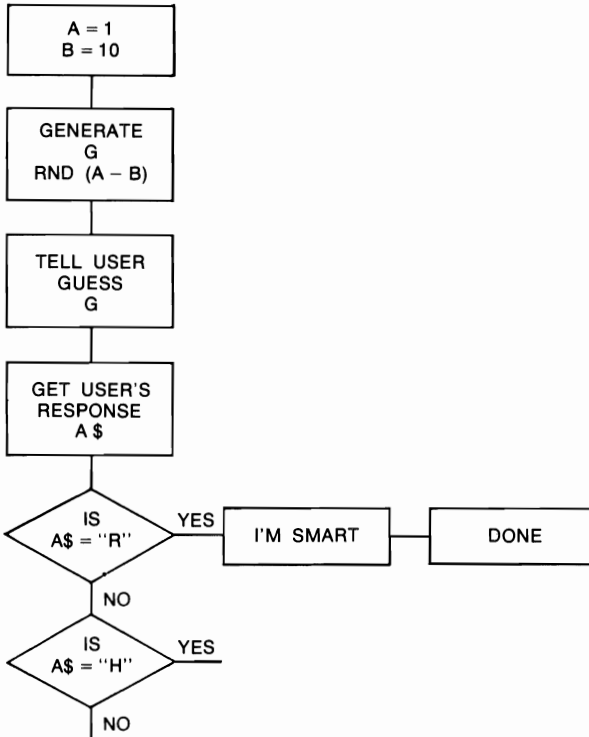 A = 1
B = 10
GENERATE
G
RND (A – B)
TELL USER
GUESS
G
GET USER'S
RESPONSE
A $
IS
A$ = "R"
YES
I'M SMART
DONE
NO
IS
A$ = "H"
YES
NO